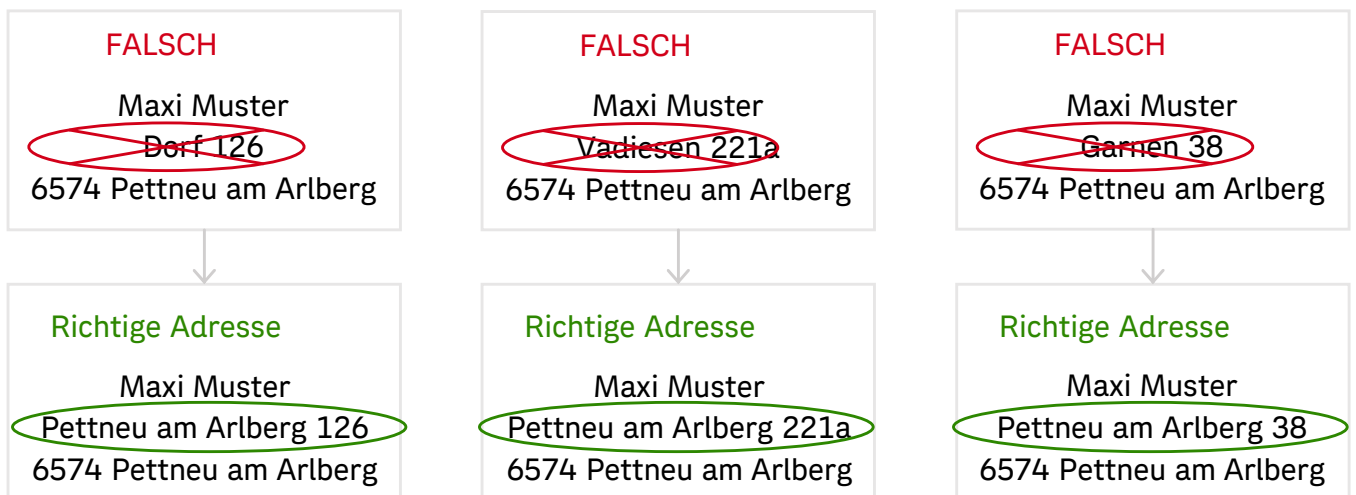 FALSCH
Maxi Muster
Dorf 126
6574 Pettneu am Arlberg
FALSCH
Maxi Muster
Vadiesen 221a
6574 Pettneu am Arlberg
FALSCH
Maxi Muster
Garnen 38
6574 Pettneu am Arlberg
Richtige Adresse
Maxi Muster
Pettneu am Arlberg 126
6574 Pettneu am Arlberg
Richtige Adresse
Maxi Muster
Pettneu am Arlberg 221a
6574 Pettneu am Arlberg
Richtige Adresse
Maxi Muster
Pettneu am Arlberg 38
6574 Pettneu am Arlberg